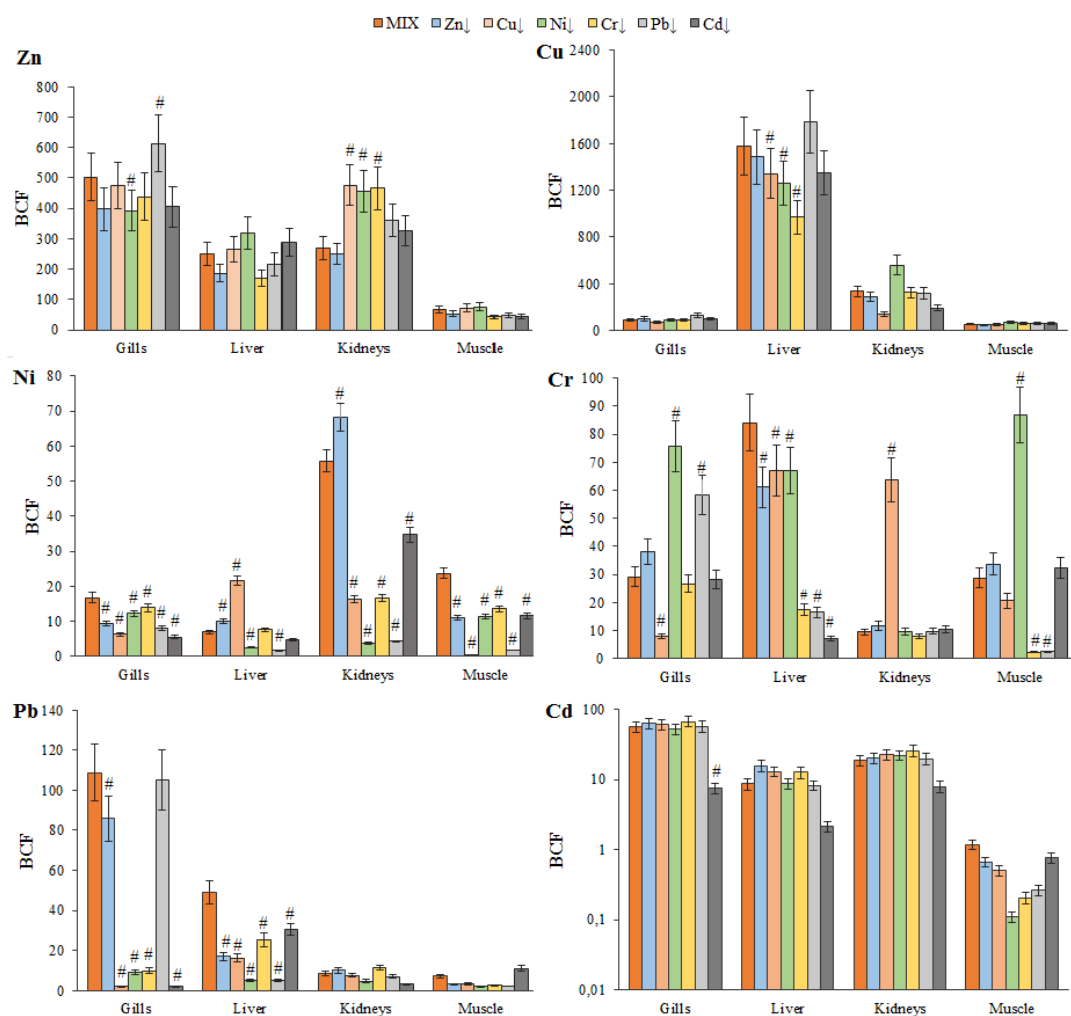 MIX Zn↓ Cu↓ Ni↓ Cr↓ Pb↓ Cd↓
Zn
BCF
800
700
600
500
400
300
200
100
0
# # # # #
Gills Liver Kidneys Muscle
Cu
BCF
2400
2000
1600
1200
800
400
0
# # #
Gills Liver Kidneys Muscle
Ni
BCF
80
70
60
50
40
30
20
10
0
# # # # # # # # # # # # # # # # # # # # # #
Gills Liver Kidneys Muscle
Cr
BCF
100
90
80
70
60
50
40
30
20
10
0
# # # # # # # # # # # # #
Gills Liver Kidneys Muscle
Pb
BCF
140
120
100
80
60
40
20
0
# # # # # # # # # # #
Gills Liver Kidneys Muscle
Cd
BCF
100
10
1
0,1
0,01
#
Gills Liver Kidneys Muscle